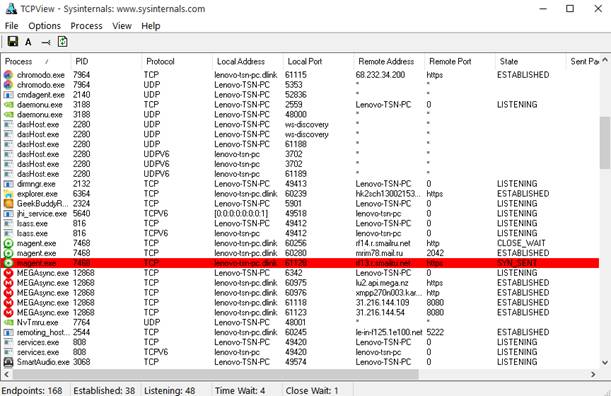 TCPView - Sysinternals: www.sysinternals.com
File Options Process View Help
A
Process / PID Protocol Local Address Local Port Remote Address Remote Port State Sent Pac
chromodo.exe 7964 TCP lenovo-tsn-pc.dlink 61115 68.232.34.200 https ESTABLISHED
chromodo.exe 7964 UDP Lenovo-TSN-PC 5353 * *
cmdagent.exe 2140 UDP Lenovo-TSN-PC 52836 * *
daemonu.exe 3188 TCP Lenovo-TSN-PC 2559 Lenovo-TSN-PC 0 LISTENING
daemonu.exe 3188 UDP Lenovo-TSN-PC 48000 * *
dasHost.exe 2280 UDP Lenovo-TSN-PC ws-discovery * *
dasHost.exe 2280 UDP Lenovo-TSN-PC ws-discovery * *
dasHost.exe 2280 UDP Lenovo-TSN-PC 61188 * *
dasHost.exe 2280 UDPV6 lenovo-tsn-pc 3702 * *
dasHost.exe 2280 UDPV6 lenovo-tsn-pc 3702 * *
dasHost.exe 2280 UDPV6 lenovo-tsn-pc 61189 * *
dirmngr.exe 2132 TCP Lenovo-TSN-PC 49413 Lenovo-TSN-PC 0 LISTENING
explorer.exe 6364 TCP lenovo-tsn-pc.dlink 60239 hk2sch13002153... https ESTABLISHED
GeekBuddyR... 2324 TCP Lenovo-TSN-PC 5901 Lenovo-TSN-PC 0 LISTENING
jhi_service.exe 5640 TCPV6 [0:0:0:0:0:0:0:1] 49518 lenovo-tsn-pc 0 LISTENING
lsass.exe 816 TCP Lenovo-TSN-PC 49412 Lenovo-TSN-PC 0 LISTENING
lsass.exe 816 TCPV6 lenovo-tsn-pc 49412 lenovo-tsn-pc 0 LISTENING
magent.exe 7468 TCP lenovo-tsn-pc.dlink 60256 rf14.r.smailru.net http CLOSE_WAIT
magent.exe 7468 TCP lenovo-tsn-pc.dlink 60280 mrim78.mail.ru 2042 ESTABLISHED
magent.exe 7468 TCP lenovo-tsn-pc.dlink 61128 rf13.r.smailru.net https SYN_SENT
MEGAsync.exe 12868 TCP Lenovo-TSN-PC 6342 Lenovo-TSN-PC 0 LISTENING
MEGAsync.exe 12868 TCP lenovo-tsn-pc.dlink 60975 lu2.api.mega.nz https ESTABLISHED
MEGAsync.exe 12868 TCP lenovo-tsn-pc.dlink 60976 xmpp270n003.kar... http ESTABLISHED
MEGAsync.exe 12868 TCP lenovo-tsn-pc.dlink 61118 31.216.144.109 8080 ESTABLISHED
MEGAsync.exe 12868 TCP lenovo-tsn-pc.dlink 61123 31.216.144.54 8080 ESTABLISHED
NvTmru.exe 7764 UDP Lenovo-TSN-PC 48001 * *
remoting_host... 2544 TCP lenovo-tsn-pc.dlink 60245 le-in-f125.1e100.net 5222 ESTABLISHED
services.exe 808 TCP Lenovo-TSN-PC 49420 Lenovo-TSN-PC 0 LISTENING
services.exe 808 TCPV6 lenovo-tsn-pc 49420 lenovo-tsn-pc 0 LISTENING
SmartAudio.exe 3068 TCP Lenovo-TSN-PC 49574 Lenovo-TSN-PC 0 LISTENING
Endpoints: 168 Established: 38 Listening: 48 Time Wait: 4 Close Wait: 1